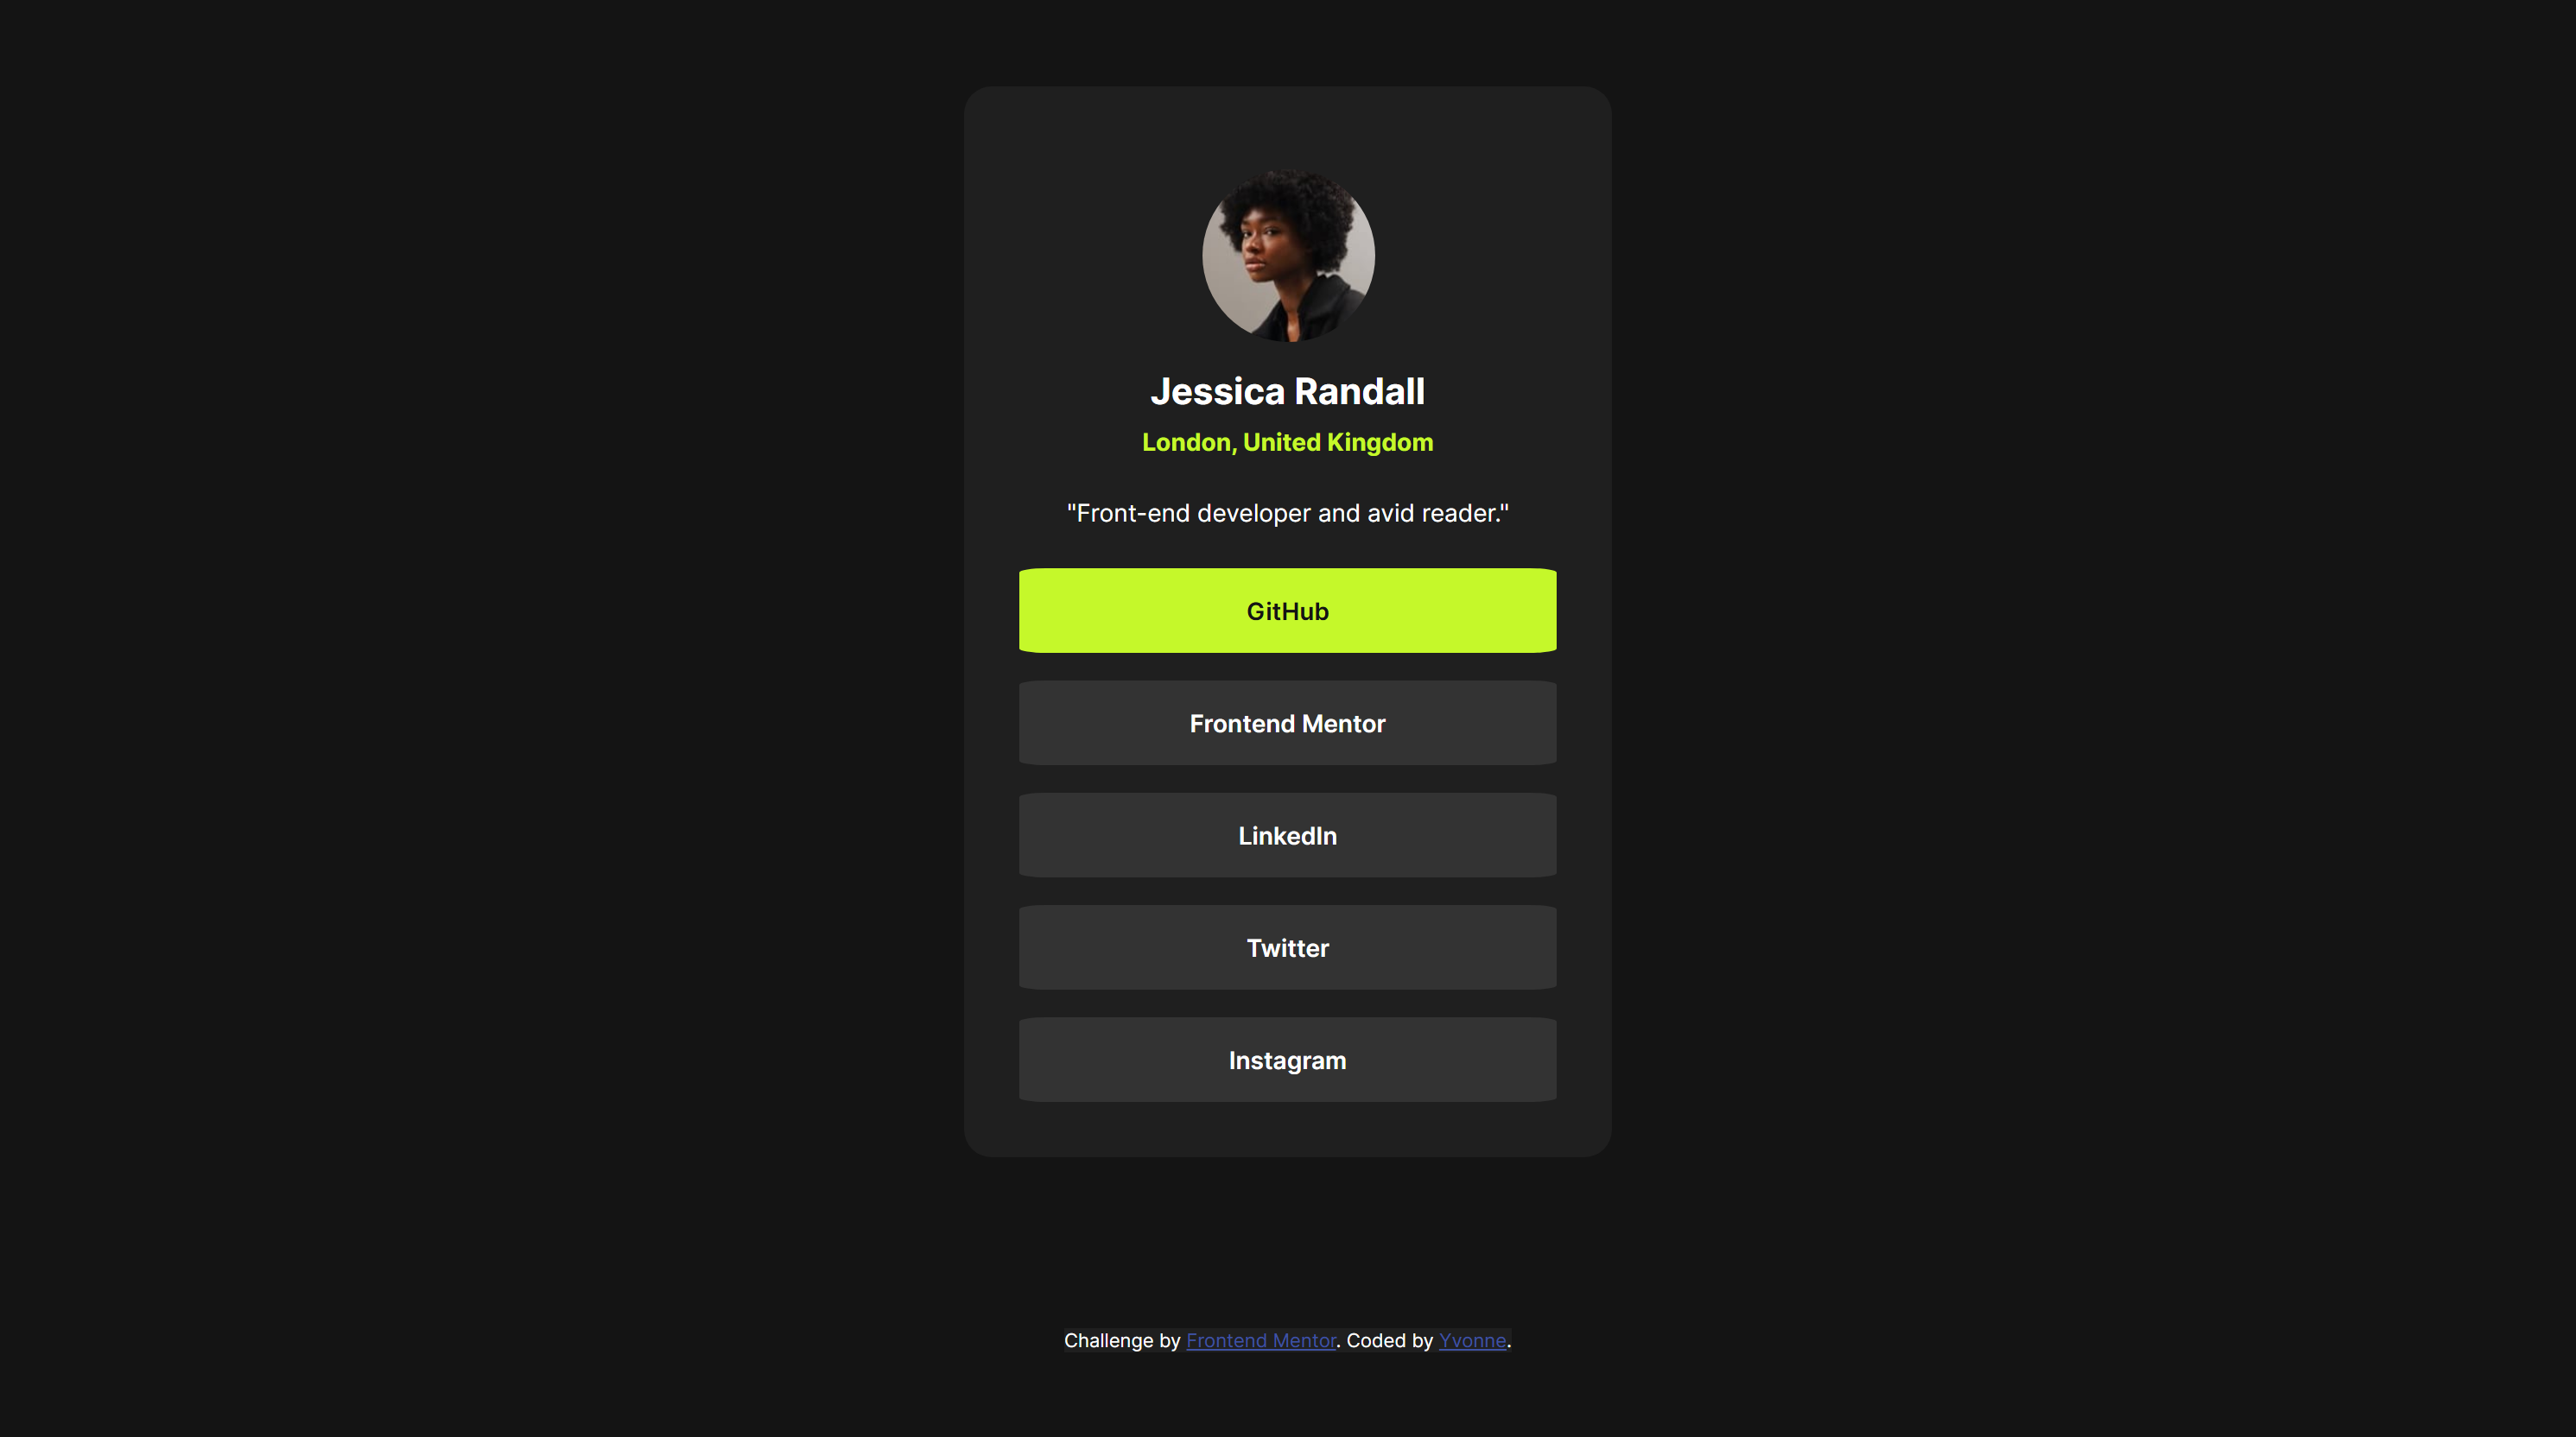 Jessica Randall
London, United Kingdom
"Front-end developer and avid reader."
GitHub
Frontend Mentor
LinkedIn
Twitter
Instagram
Challenge by Frontend Mentor. Coded by Yvonne.